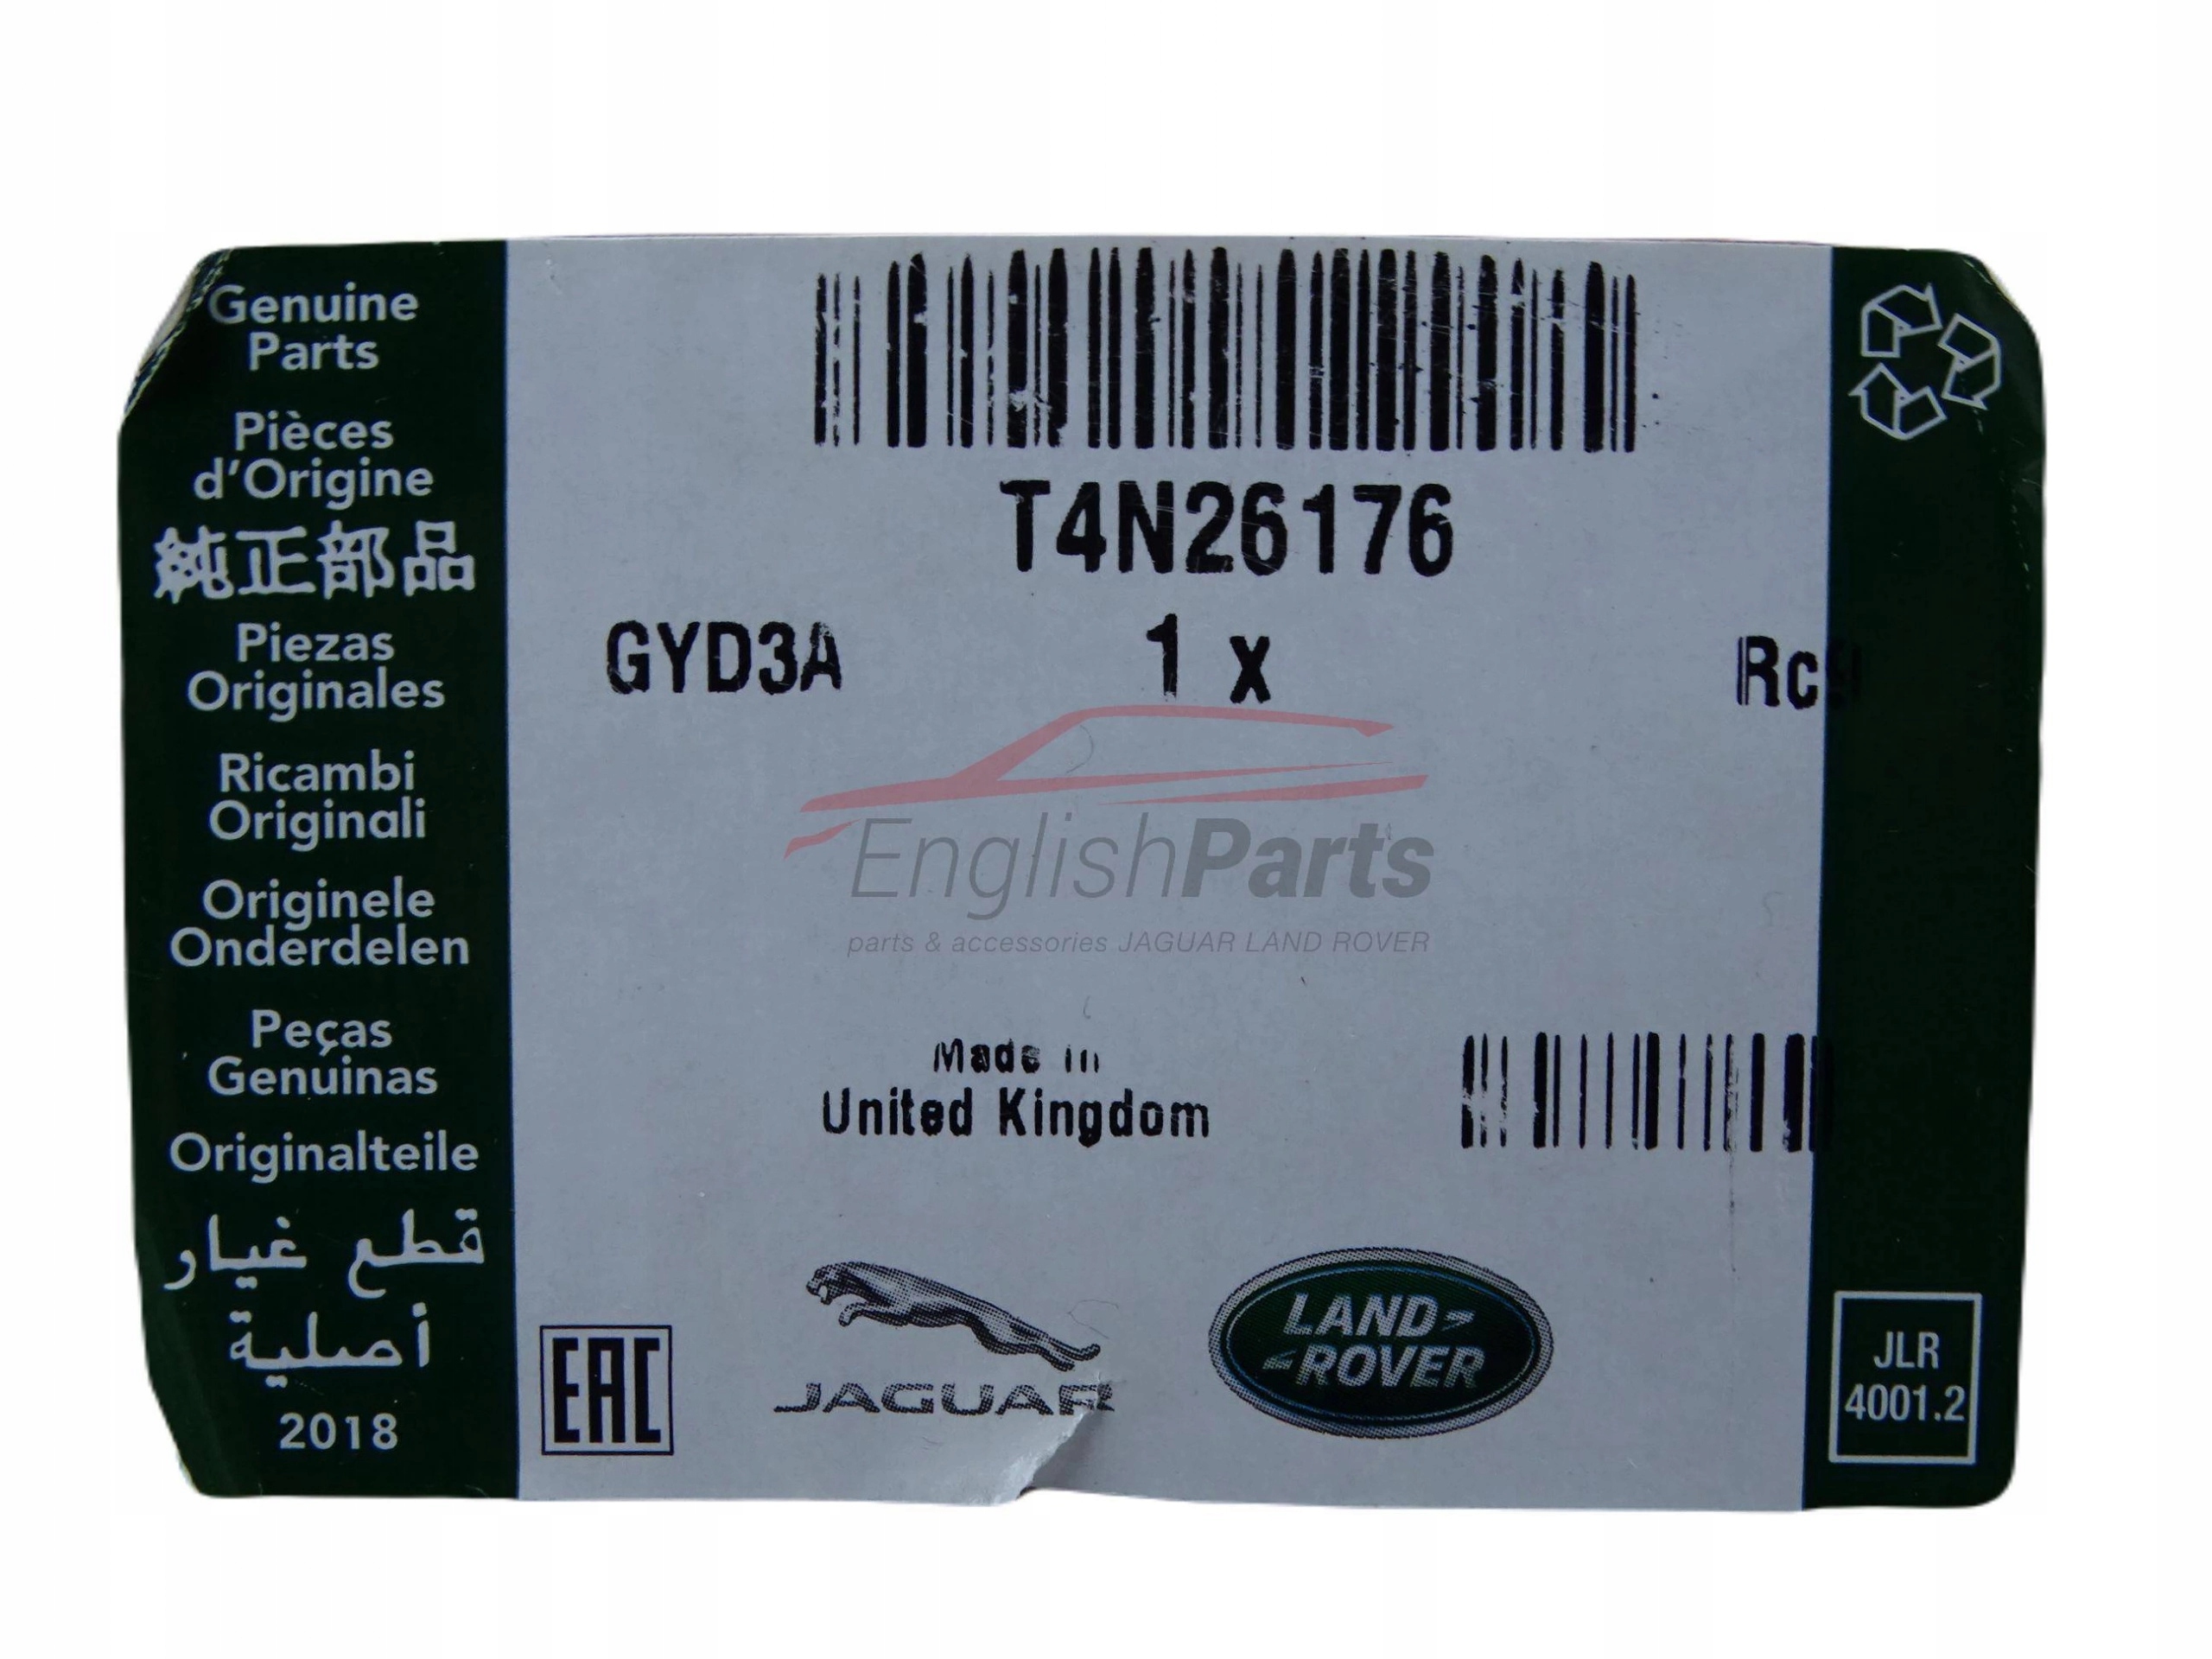 Genuine
Parts
Pièces
d'Origine
純正部品
Piezas
Originales
Ricambi
Originali
Originele
Onderdelen
Peças
Genuinas
Originalteile
قطع غيار
أصلية
2018
T4N26176
GYD3A 1 x Rc9
EnglishParts
parts & accessories JAGUAR LAND ROVER
Made in
United Kingdom
EAC
JAGUAR
LAND
ROVER
JLR
4001.2